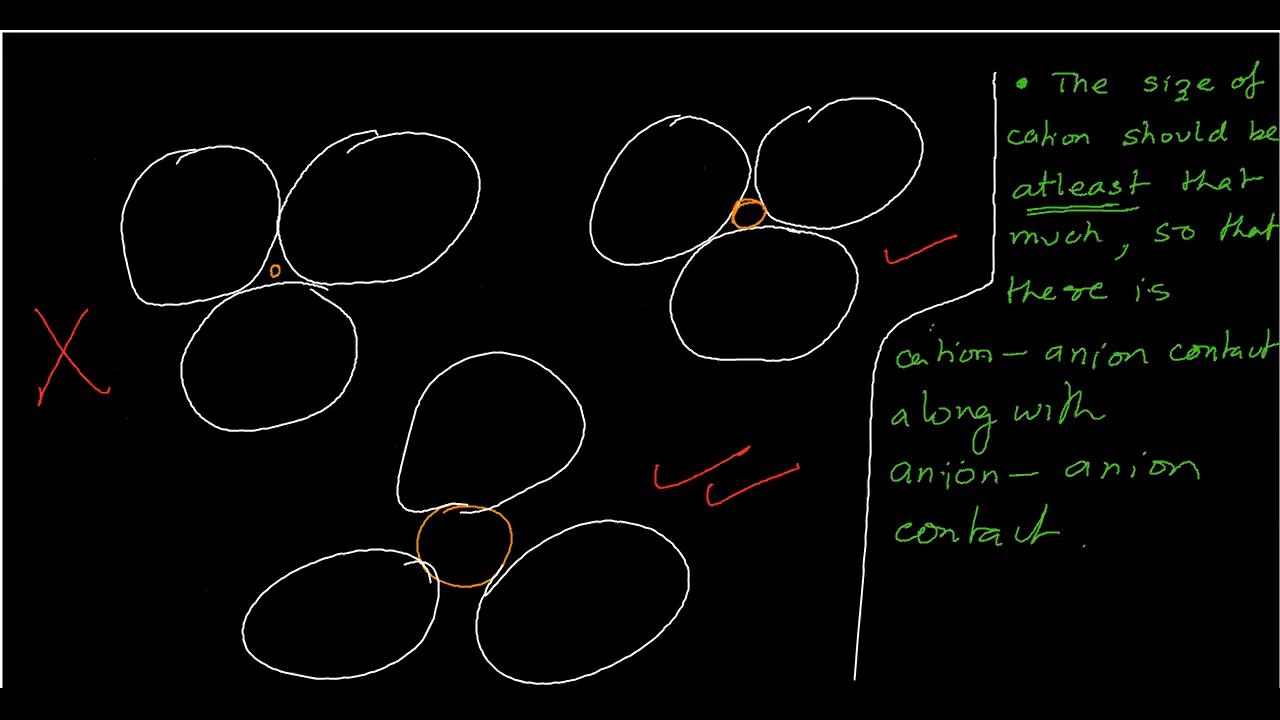 • The size of
cation should be
atleast that
much, so that
there is
cation - anion contact
along with
anion - anion
contact.